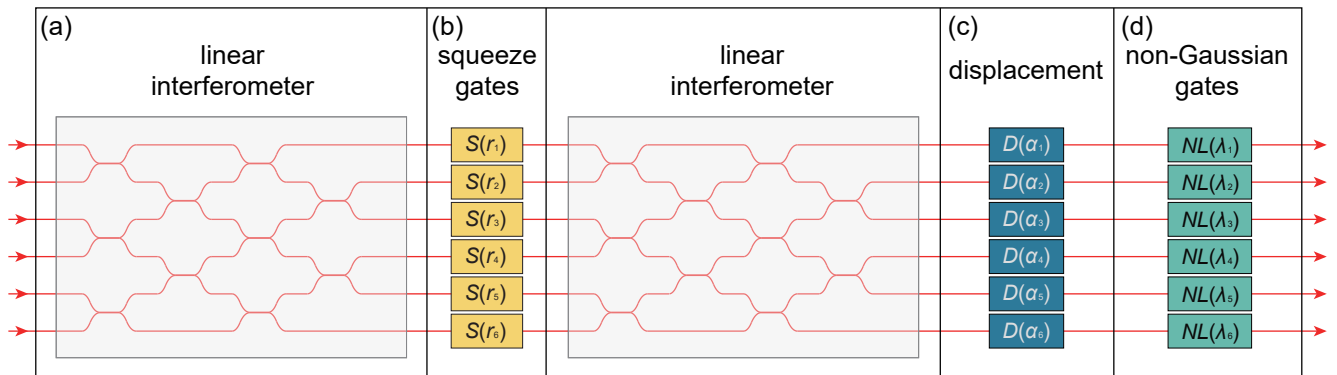 (a)
linear
interferometer
(b)
squeeze
gates
linear
interferometer
(c)
displacement
(d)
non-Gaussian
gates
S(r₁)
S(r₂)
S(r₃)
S(r₄)
S(r₅)
S(r₆)
D(α₁)
D(α₂)
D(α₃)
D(α₄)
D(α₅)
D(α₆)
NL(λ₁)
NL(λ₂)
NL(λ₃)
NL(λ₄)
NL(λ₅)
NL(λ₆)